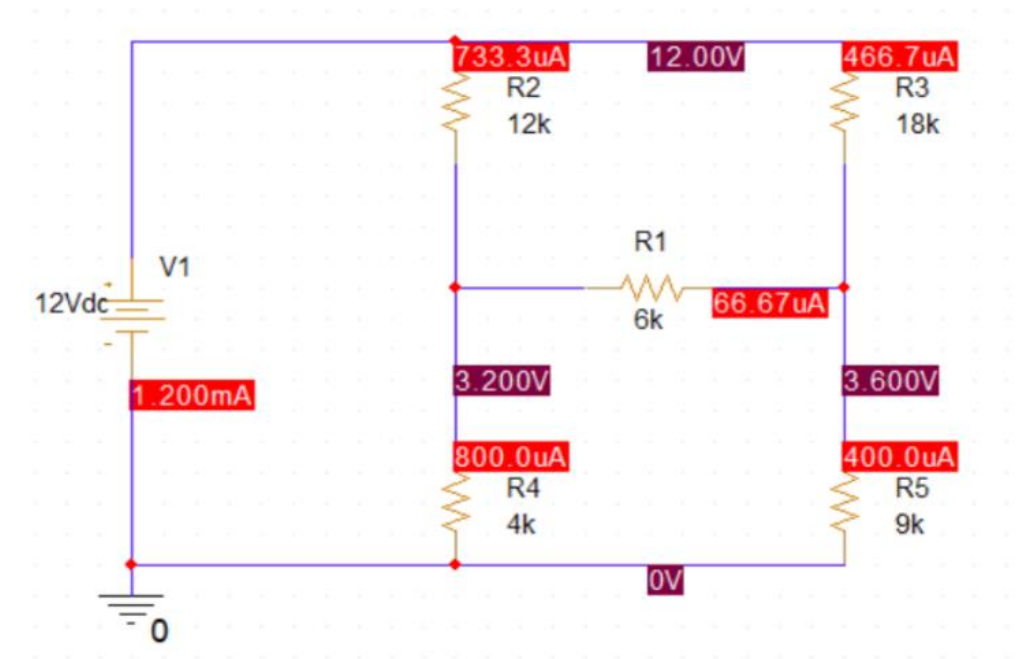 733.3uA
12.00V
466.7uA
R2
R3
12k
18k
R1
V1
12Vdc
66.67uA
6k
3.200V
3.600V
1.200mA
800.0uA
400.0uA
R4
R5
4k
9k
0V
0